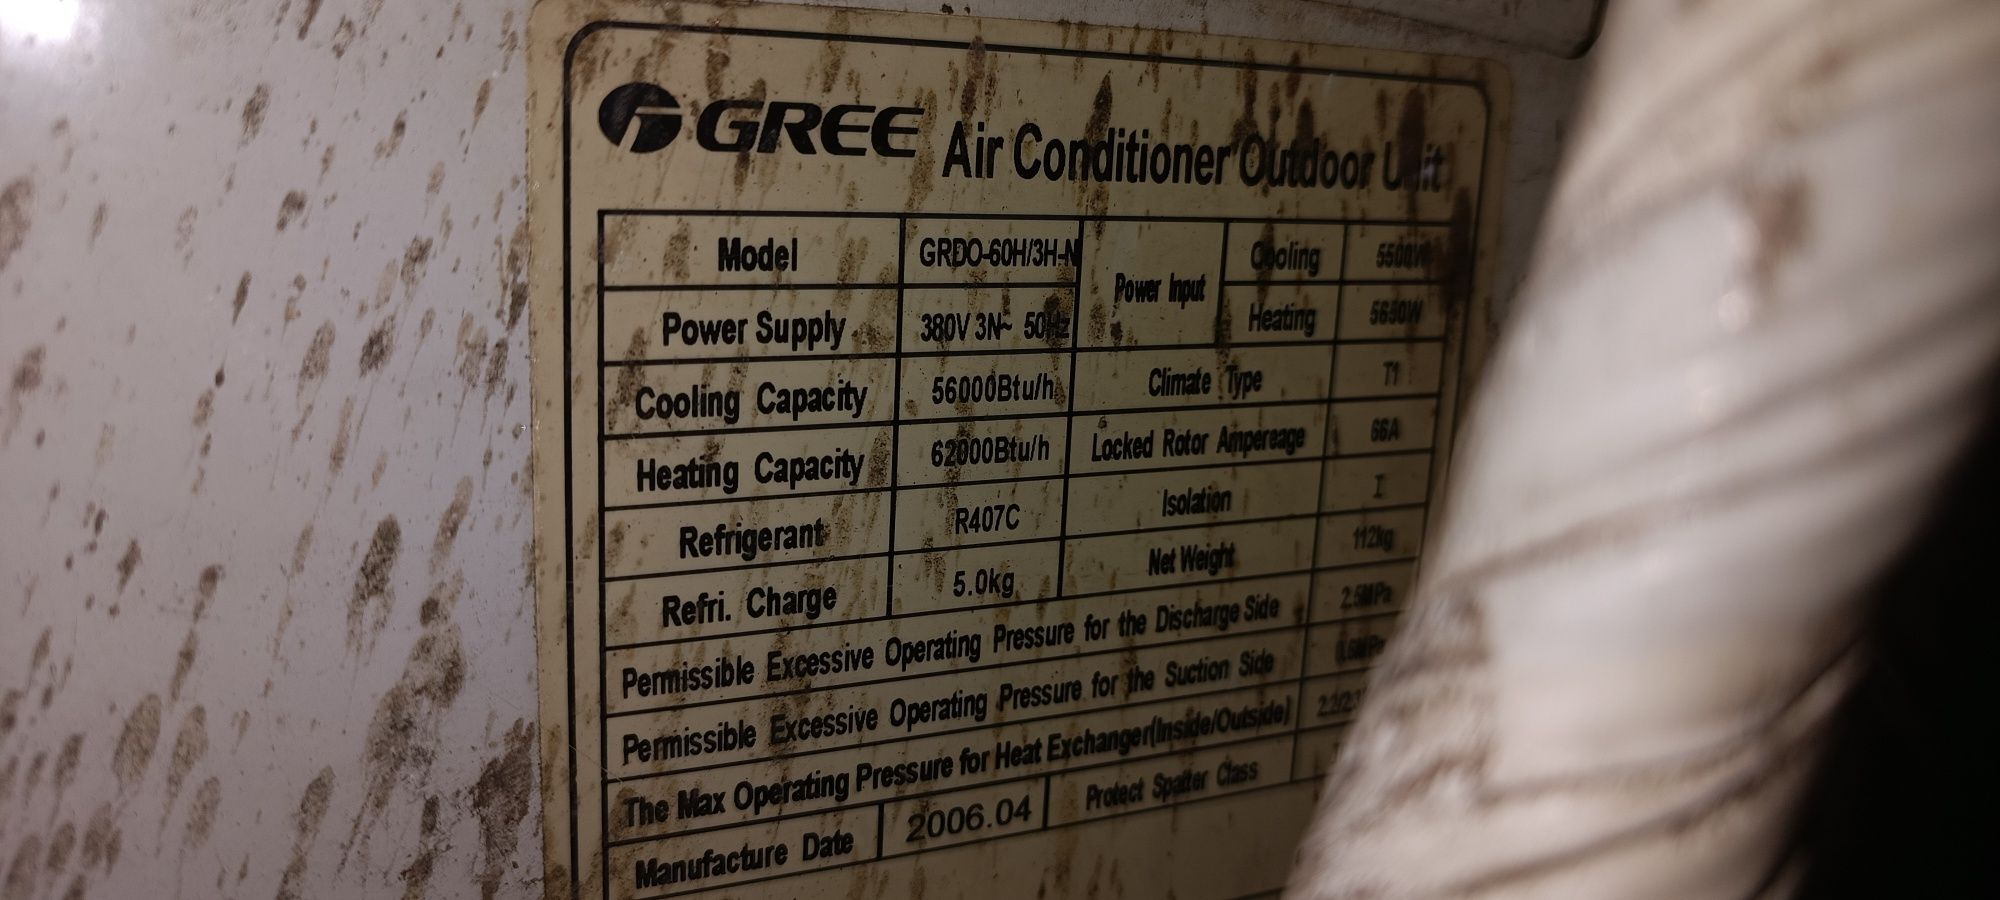 GREE Air Conditioner Outdoor Unit
Model GRDO-60H/3H-N Power Input Cooling 5500W
Power Supply 380V 3N~ 50Hz Heating
Cooling Capacity 56000Btu/h Climate Type T1
Heating Capacity 62000Btu/h Locked Rotor Ampereage 66A
Refrigerant R407C Isolation I
Refri. Charge 5.0kg Net Weight 112kg
Permissible Excessive Operating Pressure for the Discharge Side 2.5MPa
Permissible Excessive Operating Pressure for the Suction Side
The Max Operating Pressure for Heat Exchanger(Inside/Outside)
Manufacture Date 2006.04 Protect Spatter Class